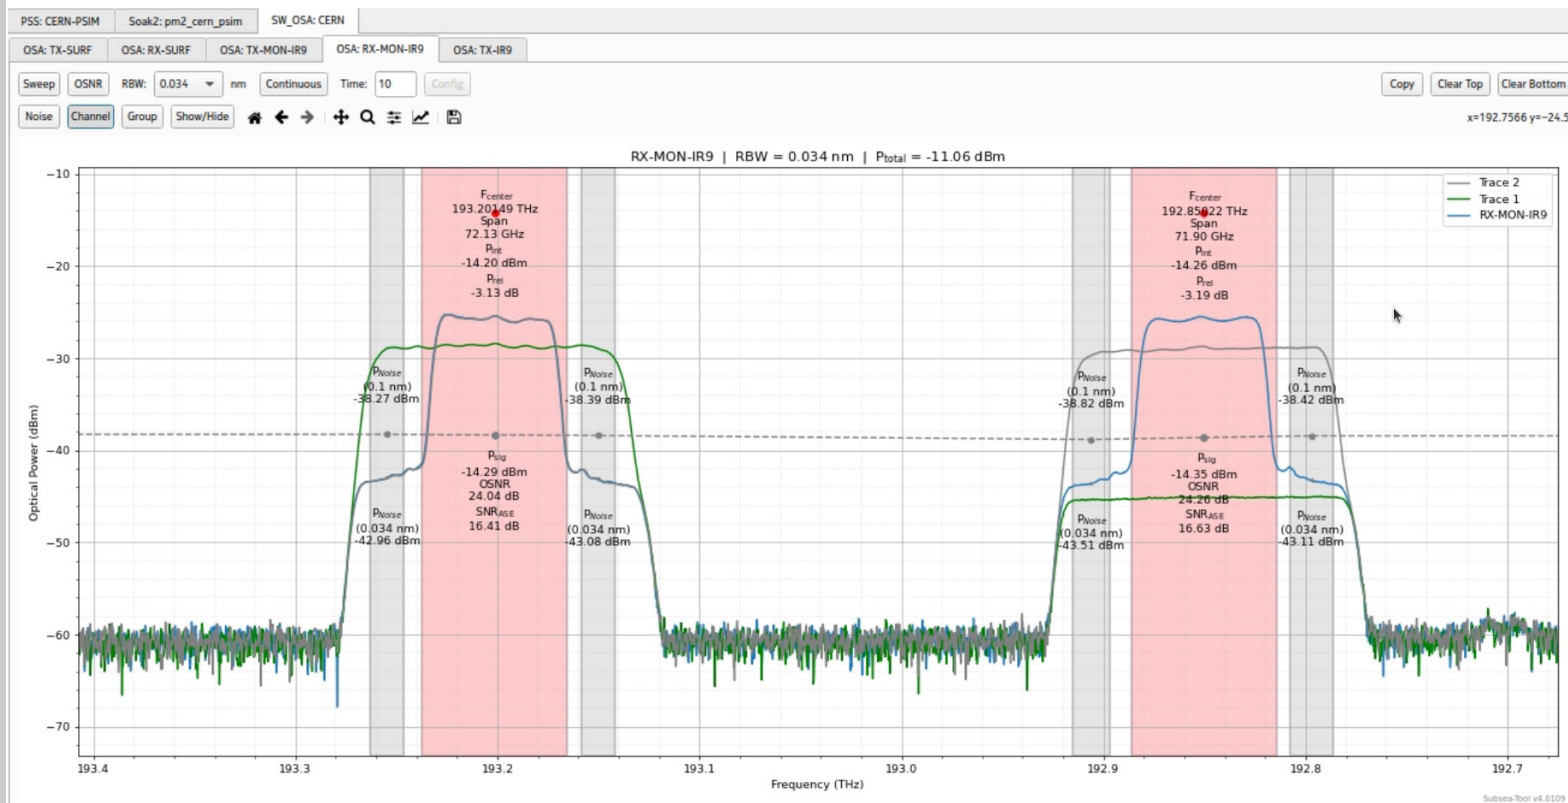 PSS: CERN-PSIM Soak2: pm2_cern_psim SW_OSA: CERN
OSA: TX-SURF OSA: RX-SURF OSA: TX-MON-IR9 OSA: RX-MON-IR9 OSA: TX-IR9
Sweep OSNR RBW: 0.034 nm Continuous Time: 10 Config Copy Clear Top Clear Bottom
Noise Channel Group Show/Hide x=192.7566 y=−24.5
RX-MON-IR9 | RBW = 0.034 nm | Ptotal = -11.06 dBm
Trace 2
Trace 1
RX-MON-IR9
Optical Power (dBm)
−10
−20
−30
−40
−50
−60
−70
Fcenter
193.20149 THz
Span
72.13 GHz
Pint
-14.20 dBm
Prel
-3.13 dB
PNoise
(0.1 nm)
-38.27 dBm
PNoise
(0.1 nm)
-38.39 dBm
Psig
-14.29 dBm
OSNR
24.04 dB
SNRASE
16.41 dB
PNoise
(0.034 nm)
-42.96 dBm
PNoise
(0.034 nm)
-43.08 dBm
Fcenter
THz
Span
71.90 GHz
Pint
-14.26 dBm
Prel
-3.19 dB
PNoise
(0.1 nm)
-38.82 dBm
PNoise
(0.1 nm)
-38.42 dBm
Psig
-14.35 dBm
OSNR
24.26 dB
SNRASE
16.63 dB
PNoise
(0.034 nm)
-43.51 dBm
PNoise
(0.034 nm)
-43.11 dBm
193.4 193.3 193.2 193.1 193.0 192.9 192.8 192.7
Frequency (THz)
Subsea-Tool v4.0109